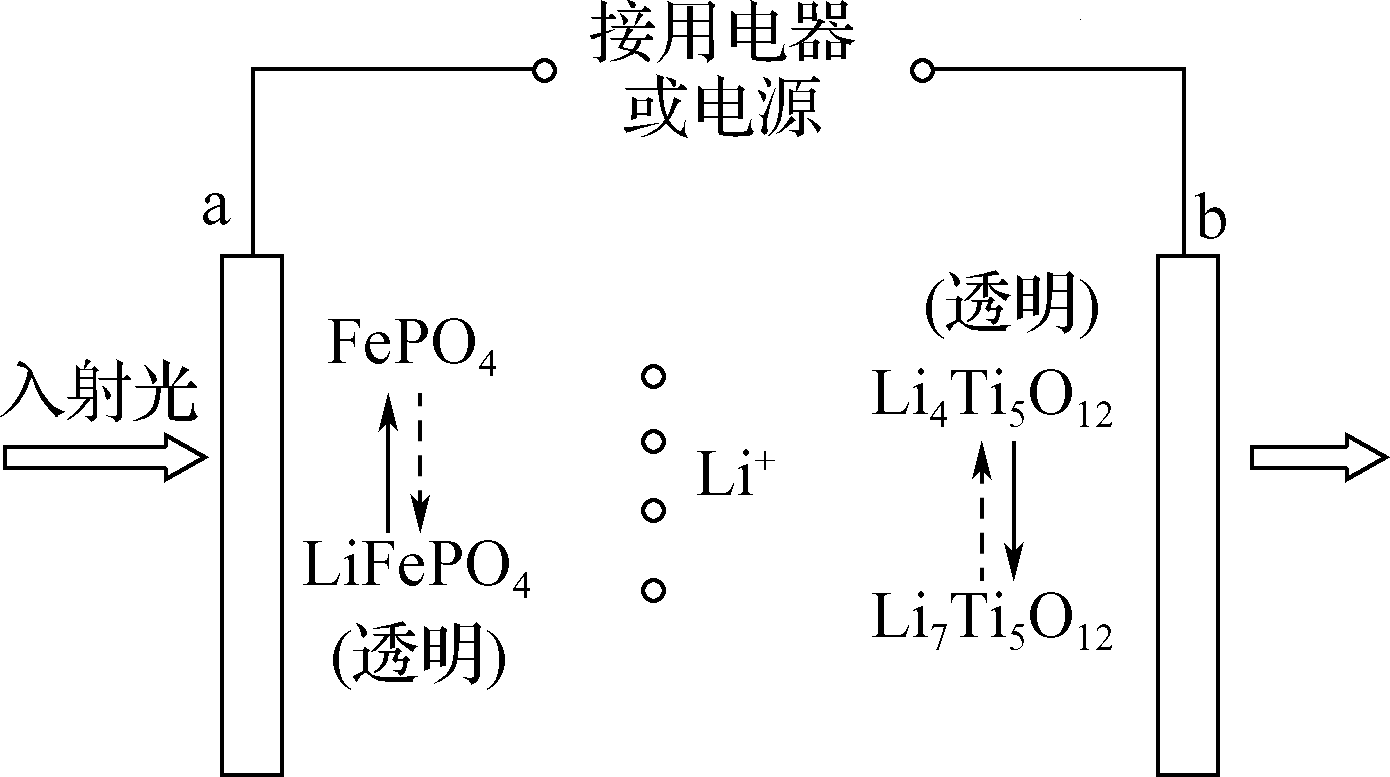 接用电器
或电源
a
b
(透明)
FePO₄
Li₄Ti₅O₁₂
入射光
Li⁺
LiFePO₄
Li₇Ti₅O₁₂
(透明)